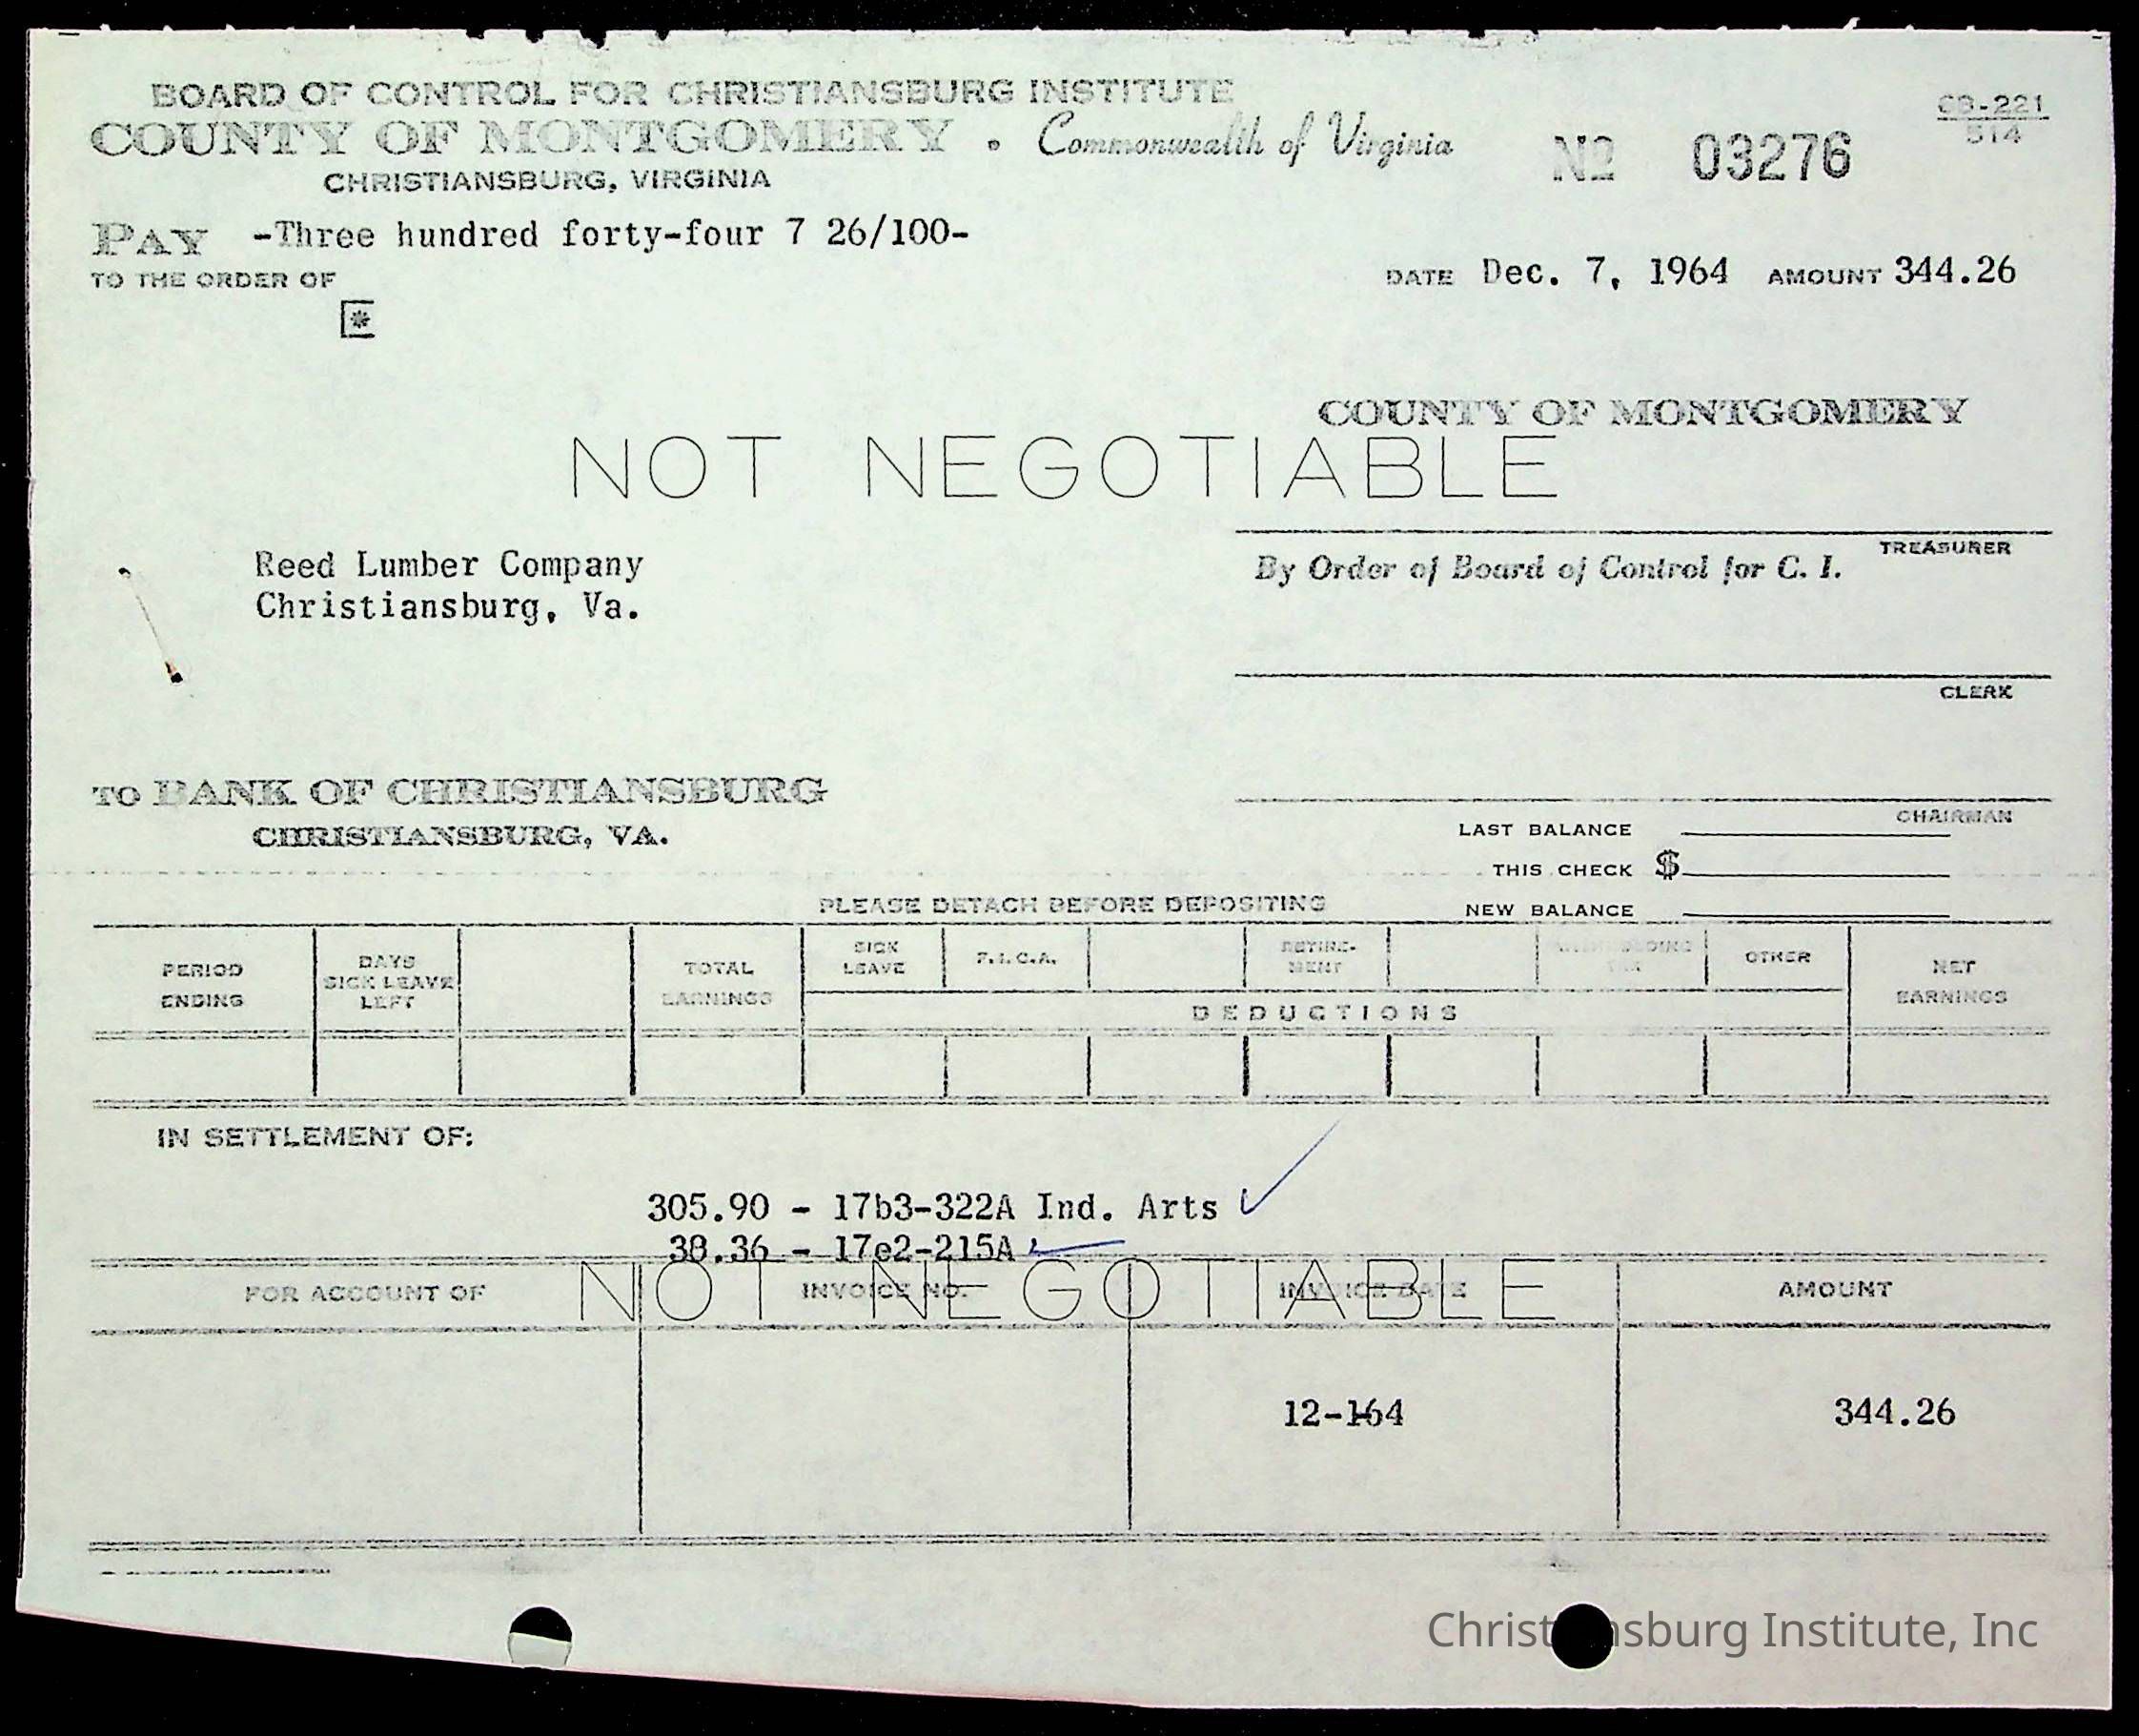 BOARD OF CONTROL FOR CHRISTIANSBURG INSTITUTE
COUNTY OF MONTGOMERY . Commonwealth of Virginia
CHRISTIANSBURG, VIRGINIA
No 03276
-221
514
PAY -Three hundred forty-four 7 26/100-
TO THE ORDER OF
DATE Dec. 7, 1964 AMOUNT 344.26
*
COUNTY OF MONTGOMERY
NOT NEGOTIABLE
TREASURER
Reed Lumber Company
Christiansburg, Va.
By Order of Board of Control for C. I.
CLERK
TO BANK OF CHRISTIANSBURG
CHRISTIANSBURG, VA.
CHAIRMAN
LAST BALANCE
THIS CHECK $
NEW BALANCE
PLEASE DETACH BEFORE DEPOSITING
PERIOD ENDING
DAYS SICK LEAVE LEFT
TOTAL EARNINGS
SICK LEAVE
F.I.C.A.
RETIRE-MENT
OTHER
NET EARNINGS
DEDUCTIONS
IN SETTLEMENT OF:
305.90 - 17b3-322A Ind. Arts
38.36 - 17e2-215A
NOT NEGOTIABLE
FOR ACCOUNT OF INVOICE NO. INVOICE DATE AMOUNT
12-164 344.26
Christiansburg Institute, Inc